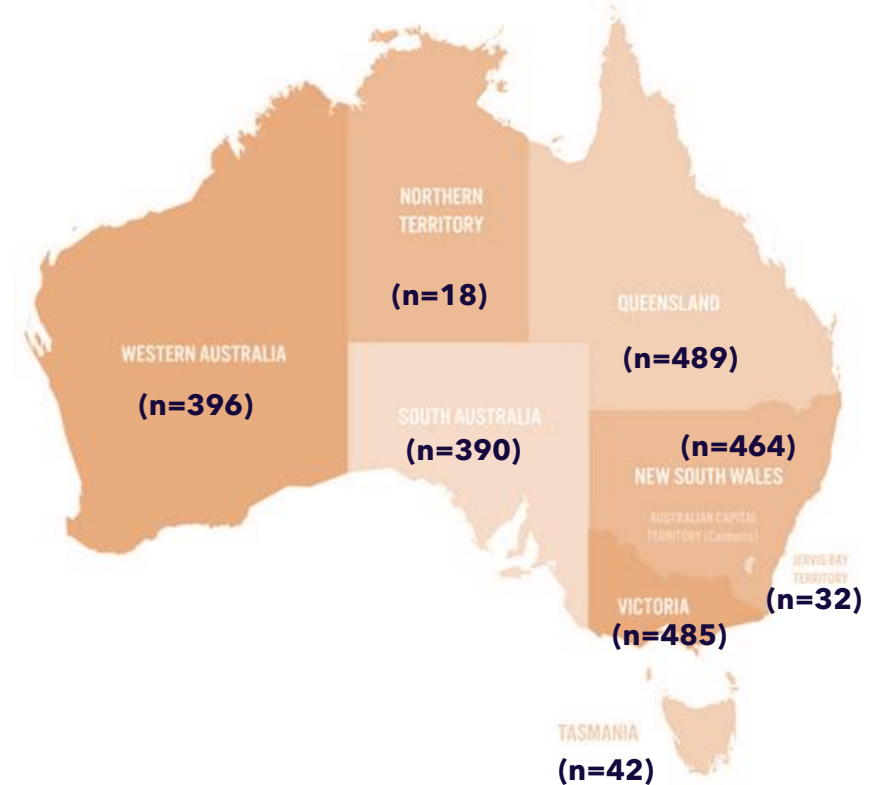 NORTHERN
TERRITORY
(n=18)
QUEENSLAND
(n=489)
WESTERN AUSTRALIA
(n=396)
SOUTH AUSTRALIA
(n=390)
(n=464)
NEW SOUTH WALES
AUSTRALIAN CAPITAL
TERRITORY (Canberra)
JERVIS BAY
TERRITORY
(n=32)
VICTORIA
(n=485)
TASMANIA
(n=42)